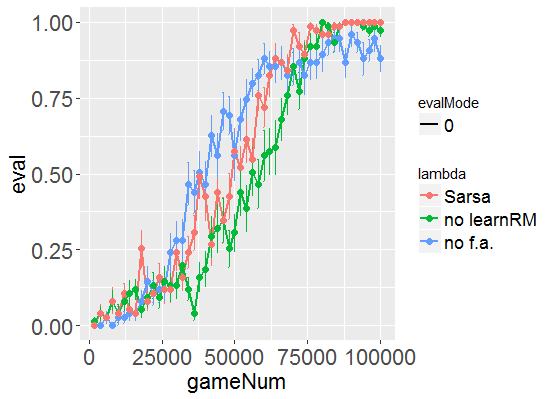 1.00
0.75
0.50
0.25
0.00
eval
0 25000 50000 75000 100000
gameNum
evalMode
0
lambda
Sarsa
no learnRM
no f.a.